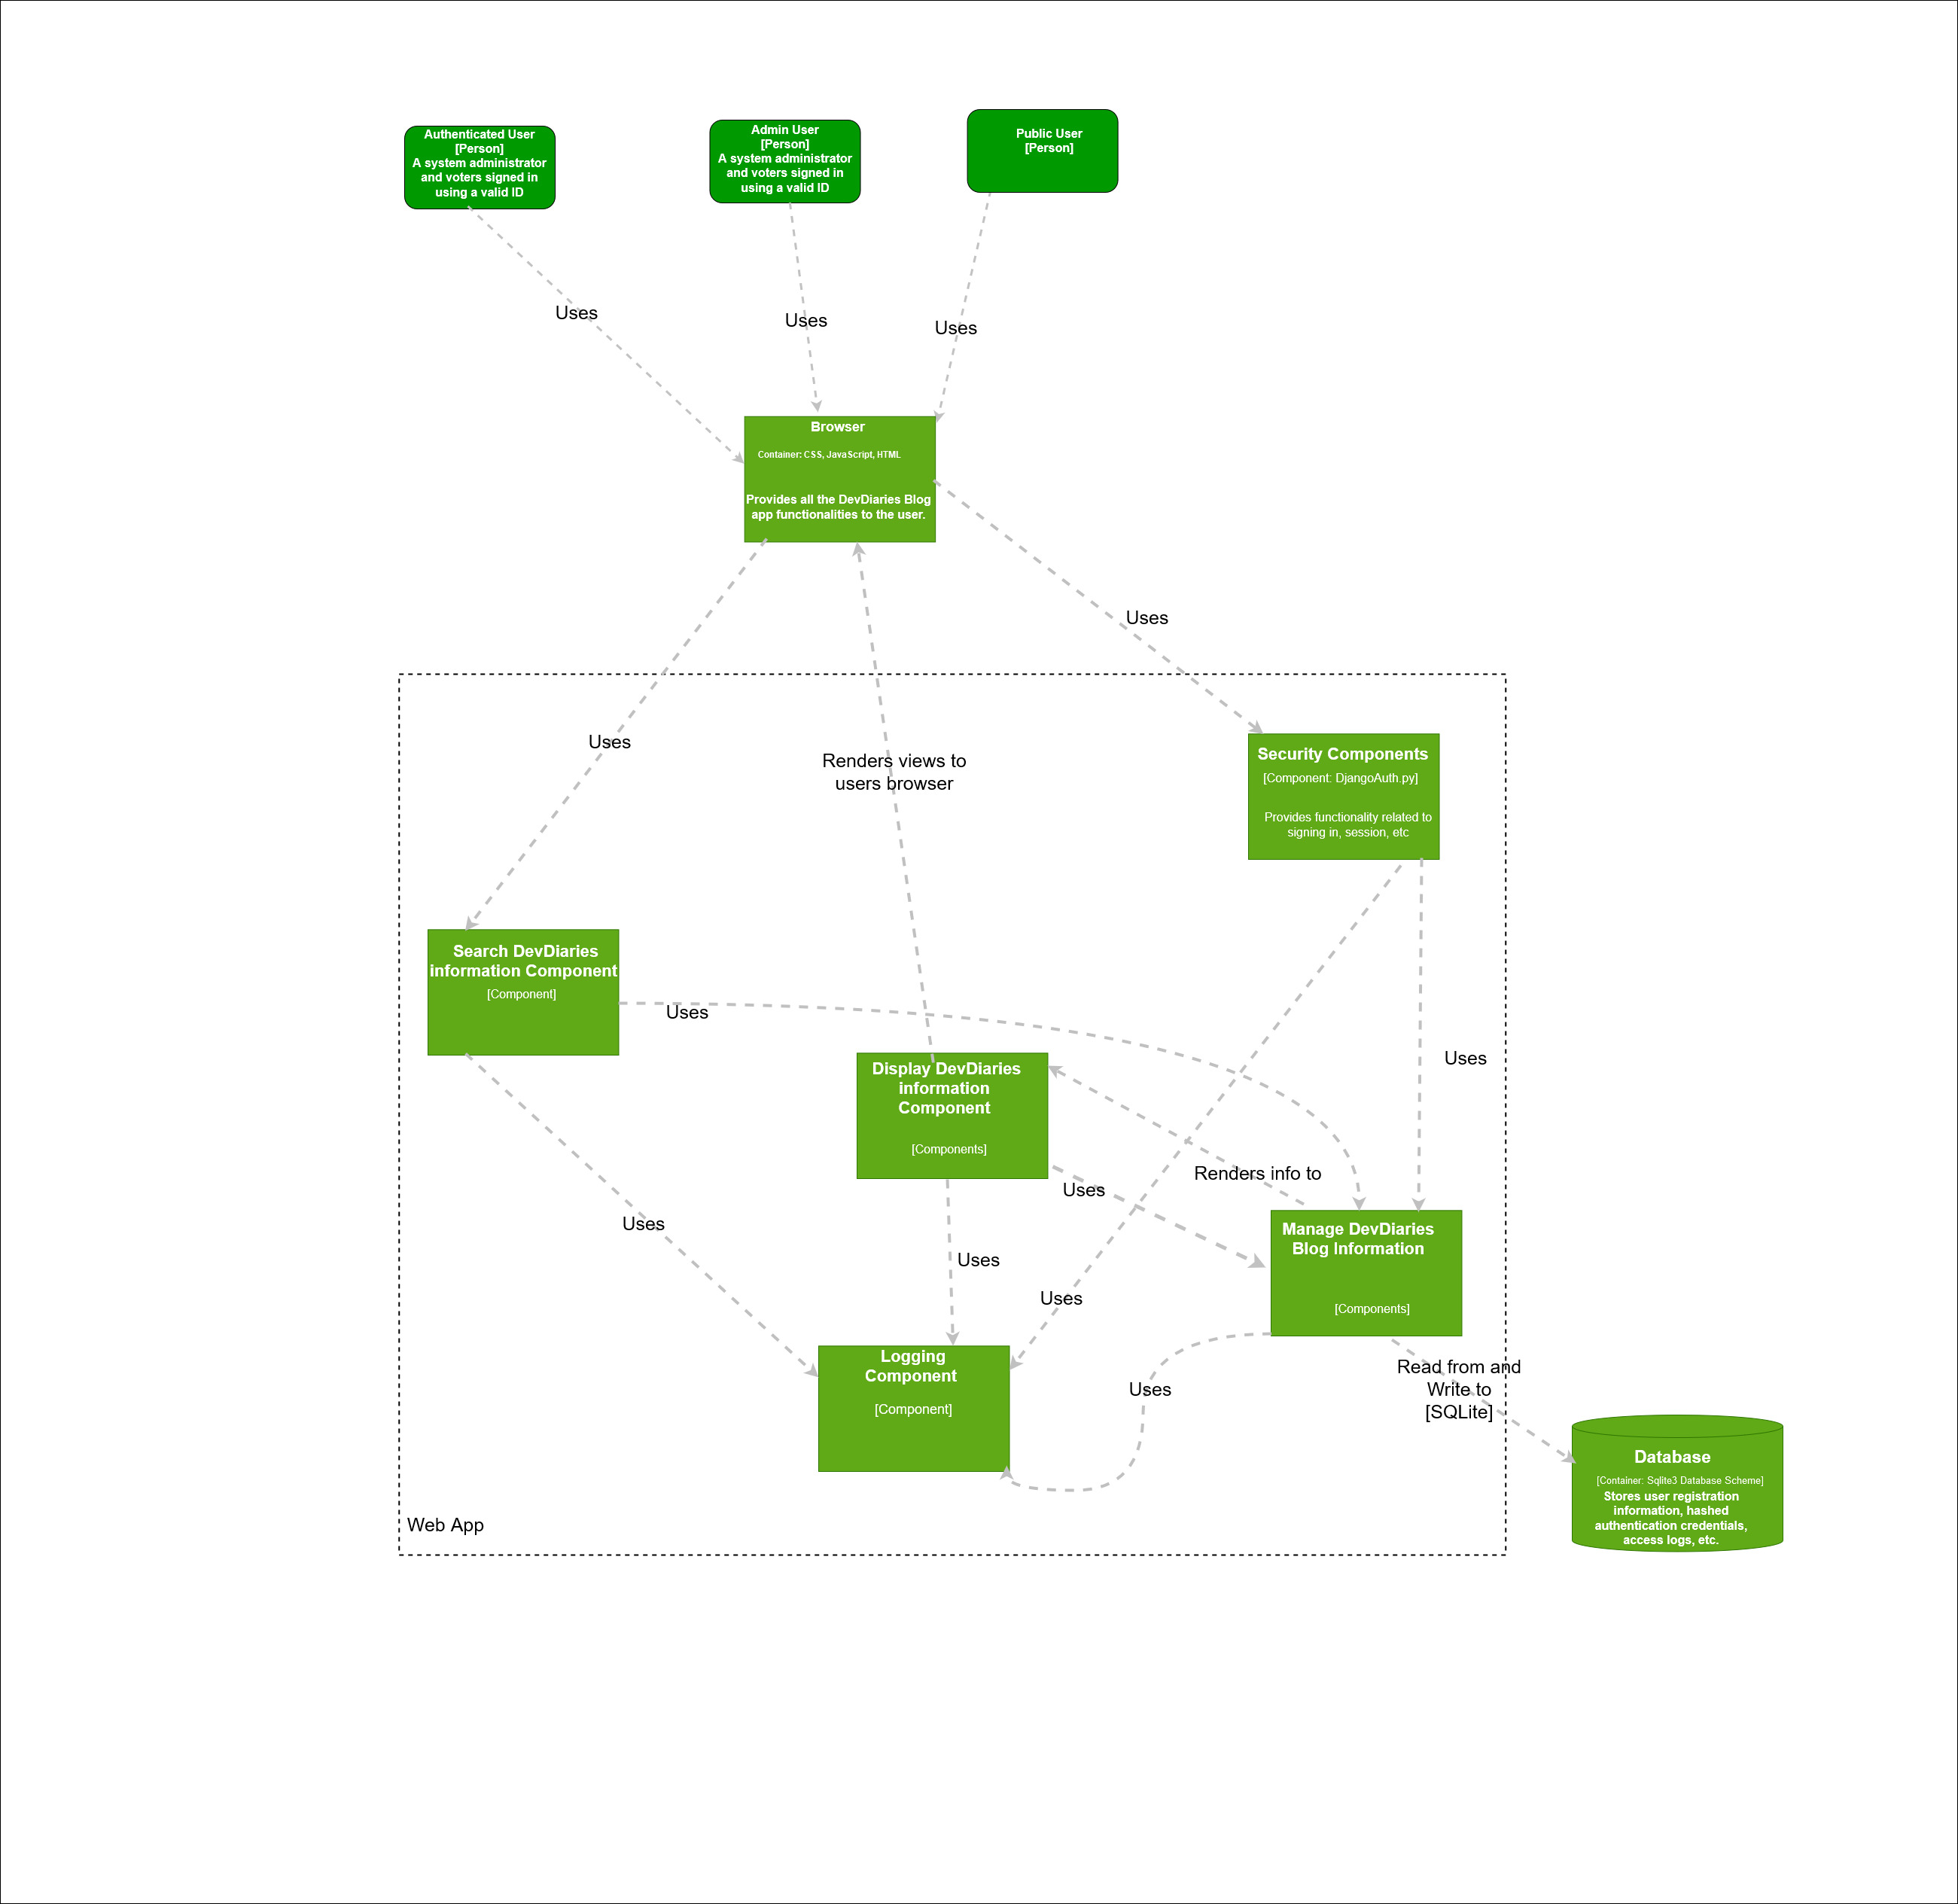 Authenticated User
[Person]
A system administrator
and voters signed in
using a valid ID
Admin User
[Person]
A system administrator
and voters signed in
using a valid ID
Public User
[Person]
Uses
Uses
Uses
Browser
Container: CSS, JavaScript, HTML
Provides all the DevDiaries Blog
app functionalities to the user.
Uses
Uses
Renders views to
users browser
Security Components
[Component: DjangoAuth.py]
Provides functionality related to
signing in, session, etc
Search DevDiaries
information Component
[Component]
Uses
Uses
Display DevDiaries
information
Component
[Components]
Renders info to
Uses
Uses
Manage DevDiaries
Blog Information
[Components]
Uses
Uses
Logging
Component
[Component]
Uses
Read from and
Write to
[SQLite]
Database
[Container: Sqlite3 Database Scheme]
Stores user registration
information, hashed
authentication credentials,
access logs, etc.
Web App